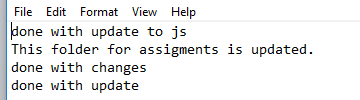 File Edit Format View Help
done with update to js
This folder for assigments is updated.
done with changes
done with update